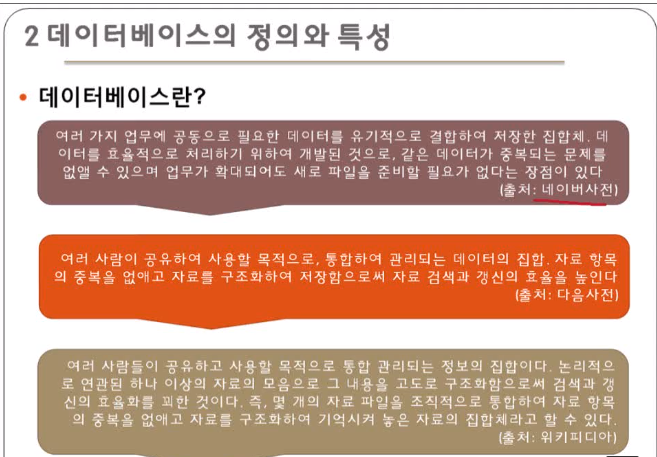 2 데이터베이스의 정의와 특성
• 데이터베이스란?
여러 가지 업무에 공동으로 필요한 데이터를 유기적으로 결합하여 저장한 집합체. 데
이터를 효율적으로 처리하기 위하여 개발된 것으로, 같은 데이터가 중복되는 문제를
없앨 수 있으며 업무가 확대되어도 새로 파일을 준비할 필요가 없다는 장점이 있다
(출처: 네이버사전)
여러 사람이 공유하여 사용할 목적으로, 통합하여 관리되는 데이터의 집합. 자료 항목
의 중복을 없애고 자료를 구조화하여 저장함으로써 자료 검색과 갱신의 효율을 높인다
(출처: 다음사전)
여러 사람들이 공유하고 사용할 목적으로 통합 관리되는 정보의 집합이다. 논리적으
로 연관된 하나 이상의 자료의 모음으로 그 내용을 고도로 구조화함으로써 검색과 갱
신의 효율화를 꾀한 것이다. 즉, 몇 개의 자료 파일을 조직적으로 통합하여 자료 항목
의 중복을 없애고 자료를 구조화하여 기억시켜 놓은 자료의 집합체라고 할 수 있다.
(출처: 위키피디아)